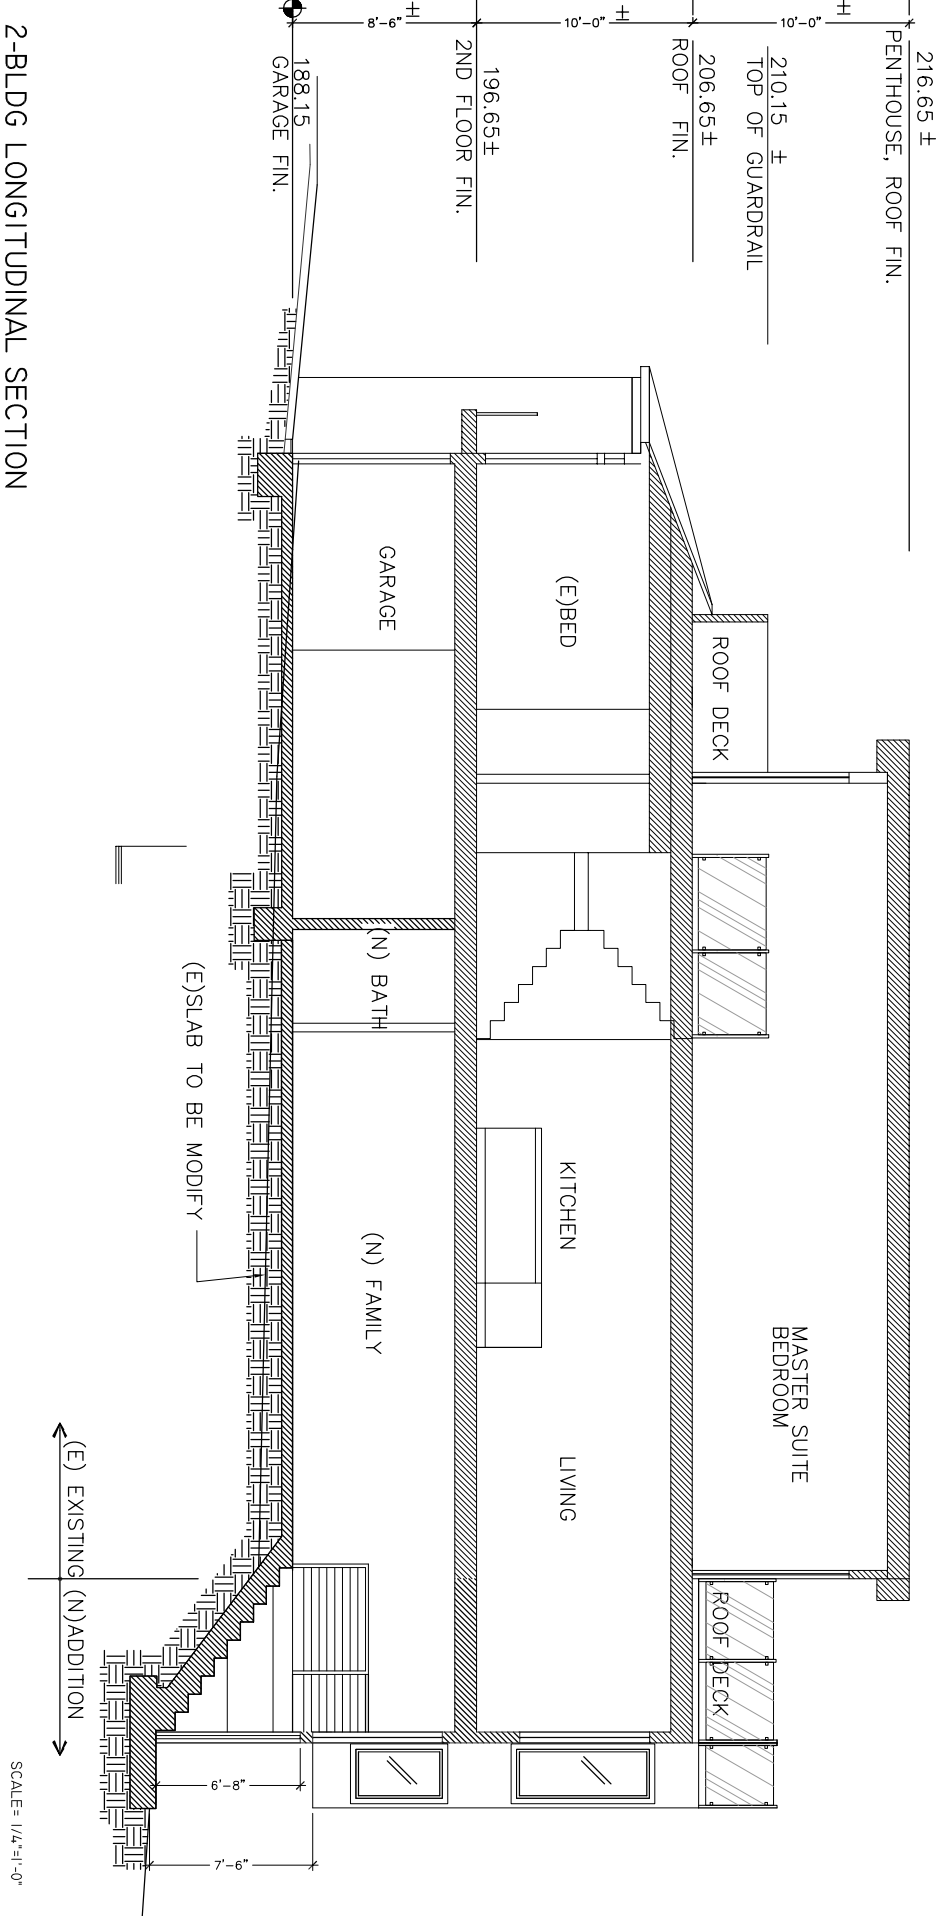 216.65 ±
PENTHOUSE, ROOF FIN.
210.15 ±
TOP OF GUARDRAIL
206.65±
ROOF FIN.
196.65±
2ND FLOOR FIN.
188.15
GARAGE FIN.
10'-0"
±
10'-0"
±
8'-6"
±
ROOF DECK
MASTER SUITE
BEDROOM
ROOF DECK
(E)BED
KITCHEN
LIVING
GARAGE
(N) BATH
(N) FAMILY
(E)SLAB TO BE MODIFY
6'-8"
7'-6"
(E) EXISTING
(N)ADDITION
2-BLDG LONGITUDINAL SECTION
SCALE= 1/4"=1'-0"